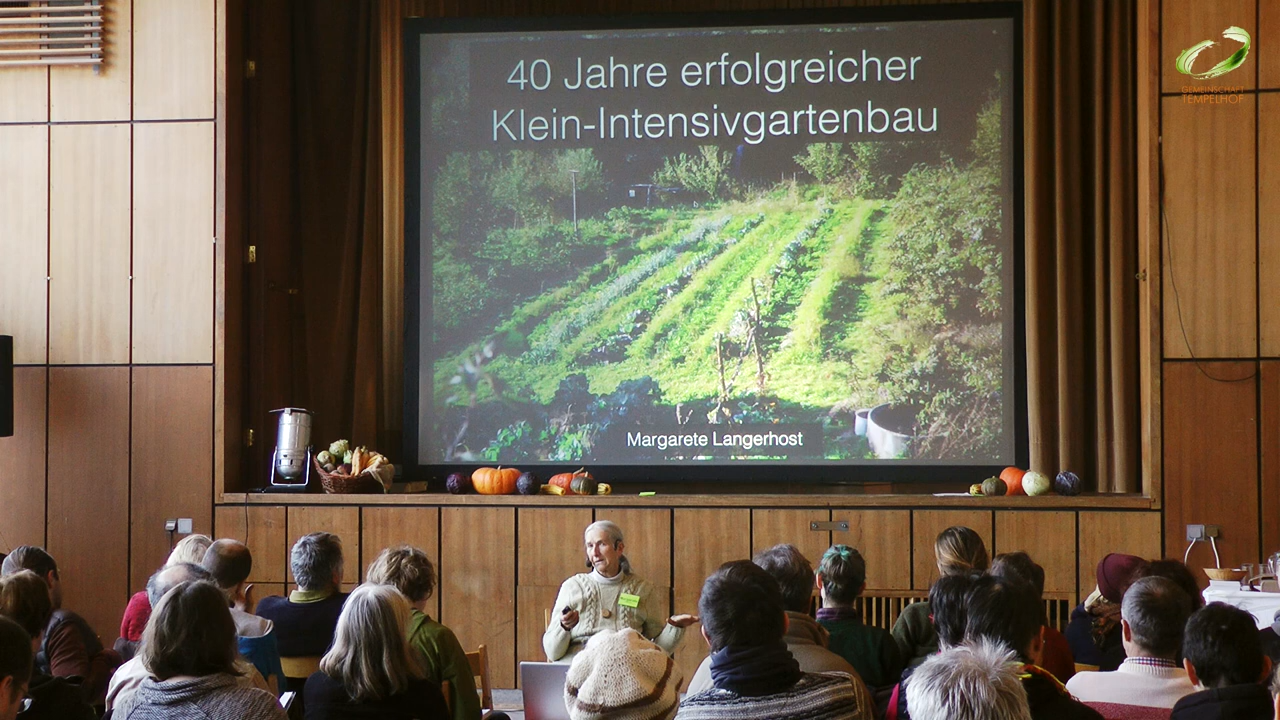 40 Jahre erfolgreicher
Klein-Intensivgartenbau
Margarete Langerhost
GEMEINSCHAFT
TEMPELHOF